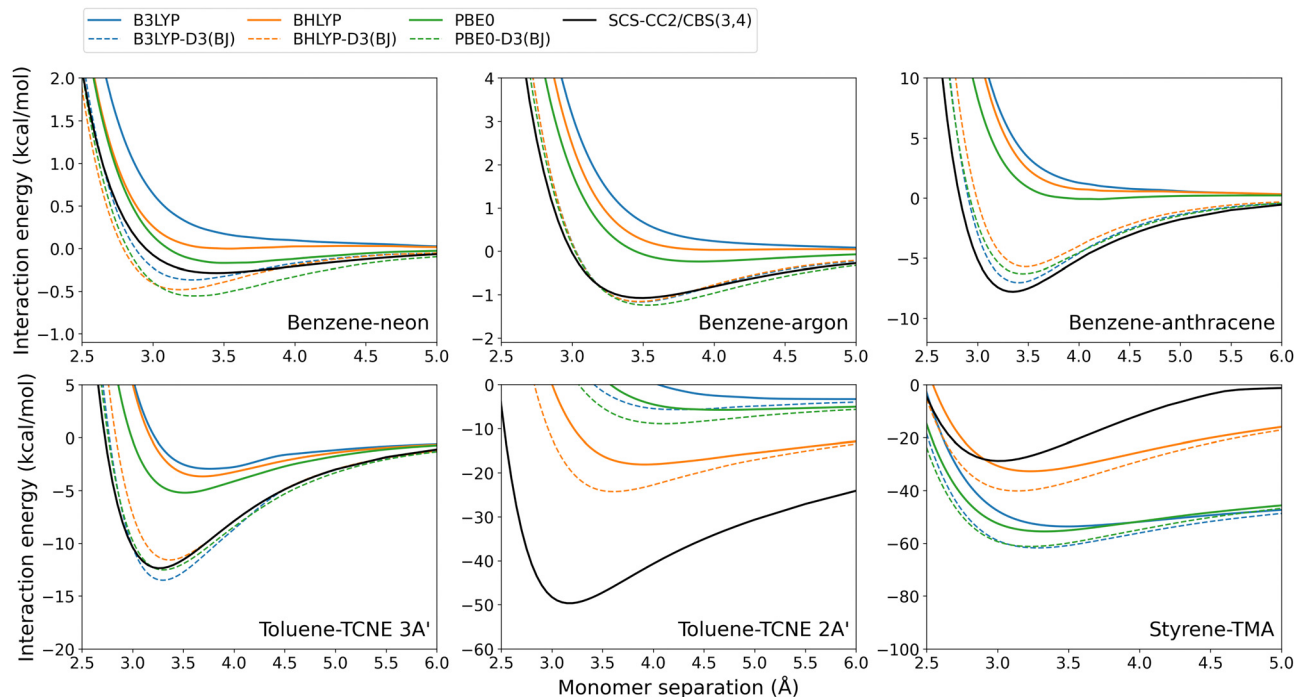 B3LYP BHLYP PBE0 SCS-CC2/CBS(3,4)
B3LYP-D3(BJ) BHLYP-D3(BJ) PBE0-D3(BJ)
Interaction energy (kcal/mol)
2.0
1.5
1.0
0.5
0.0
−0.5
−1.0
Benzene-neon
2.5 3.0 3.5 4.0 4.5 5.0
4
3
2
1
0
−1
−2
Benzene-argon
2.5 3.0 3.5 4.0 4.5 5.0
10
5
0
−5
−10
Benzene-anthracene
2.5 3.0 3.5 4.0 4.5 5.0 5.5 6.0
Interaction energy (kcal/mol)
5
0
−5
−10
−15
−20
Toluene-TCNE 3A'
2.5 3.0 3.5 4.0 4.5 5.0 5.5 6.0
0
−10
−20
−30
−40
−50
−60
Toluene-TCNE 2A'
2.5 3.0 3.5 4.0 4.5 5.0 5.5 6.0
0
−20
−40
−60
−80
−100
Styrene-TMA
2.5 3.0 3.5 4.0 4.5 5.0
Monomer separation (Å)